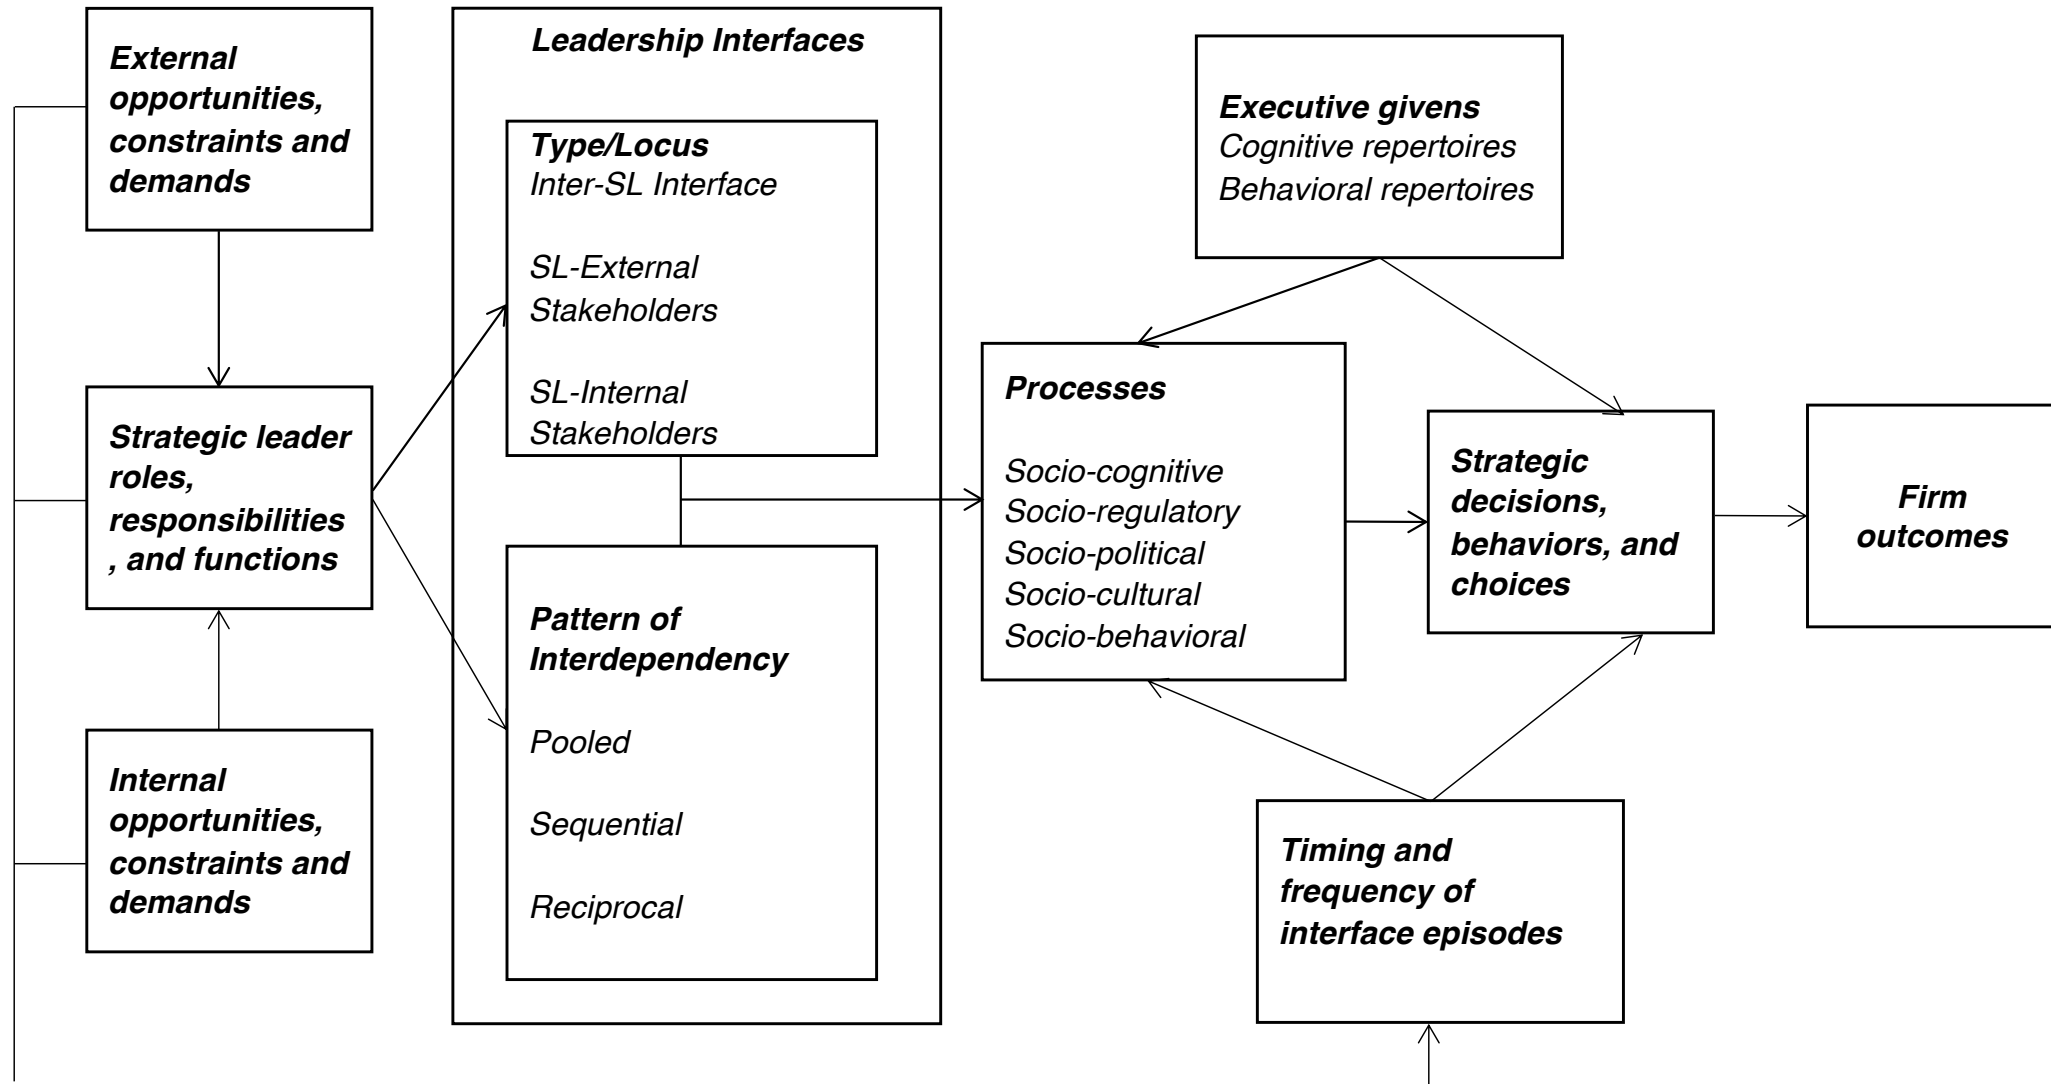 External
opportunities,
constraints and
demands
Strategic leader
roles,
responsibilities
, and functions
Internal
opportunities,
constraints and
demands
Leadership Interfaces
Type/Locus
Inter-SL Interface
SL-External
Stakeholders
SL-Internal
Stakeholders
Pattern of
Interdependency
Pooled
Sequential
Reciprocal
Executive givens
Cognitive repertoires
Behavioral repertoires
Processes
Socio-cognitive
Socio-regulatory
Socio-political
Socio-cultural
Socio-behavioral
Strategic
decisions,
behaviors, and
choices
Firm
outcomes
Timing and
frequency of
interface episodes